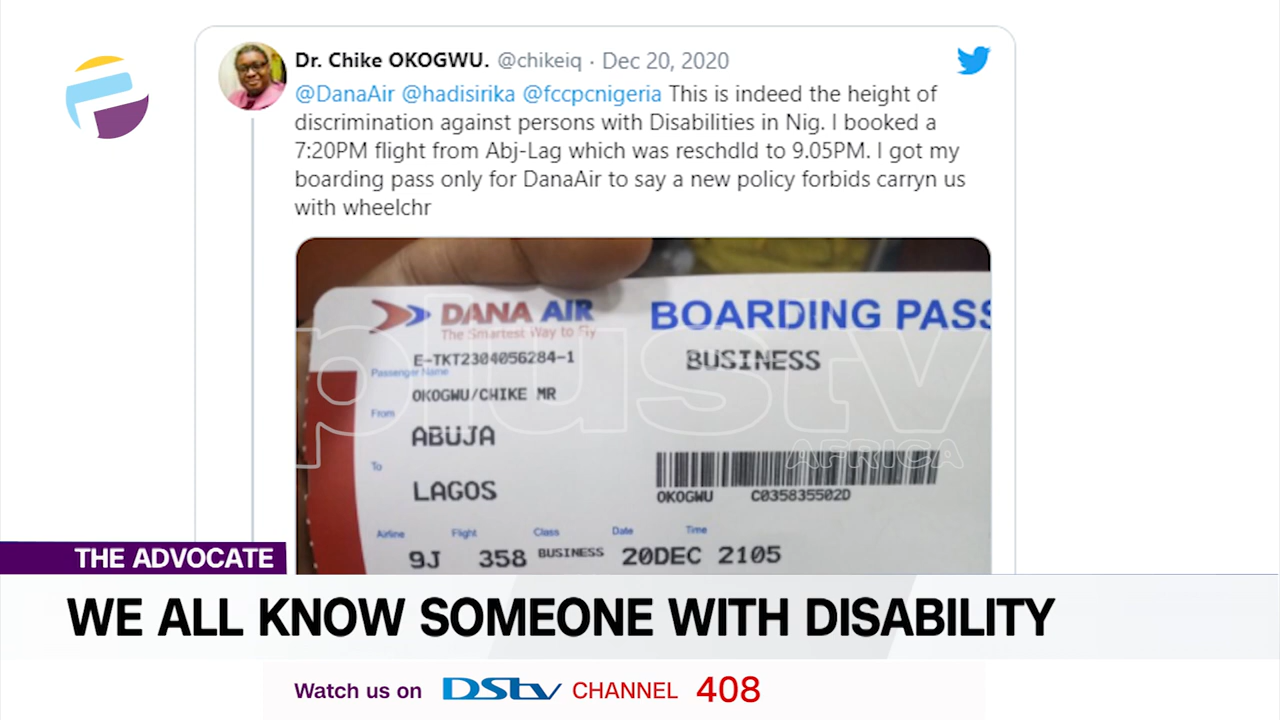 Dr. Chike OKOGWU. @chikeiq · Dec 20, 2020
@DanaAir @hadisirika @fccpcnigeria This is indeed the height of
discrimination against persons with Disabilities in Nig. I booked a
7:20PM flight from Abj-Lag which was reschdld to 9.05PM. I got my
boarding pass only for DanaAir to say a new policy forbids carryn us
with wheelchr
DANA AIR
The Smartest Way to Fly
BOARDING PASS
E-TKT2304056284-1
BUSINESS
Passenger Name
OKOGWU/CHIKE MR
From
ABUJA
To
LAGOS
OKOGWU C035835502D
Airline Flight Class Date Time
9J 358 BUSINESS 20DEC 2105
plustv
AFRICA
THE ADVOCATE
WE ALL KNOW SOMEONE WITH DISABILITY
Watch us on DStv CHANNEL 408